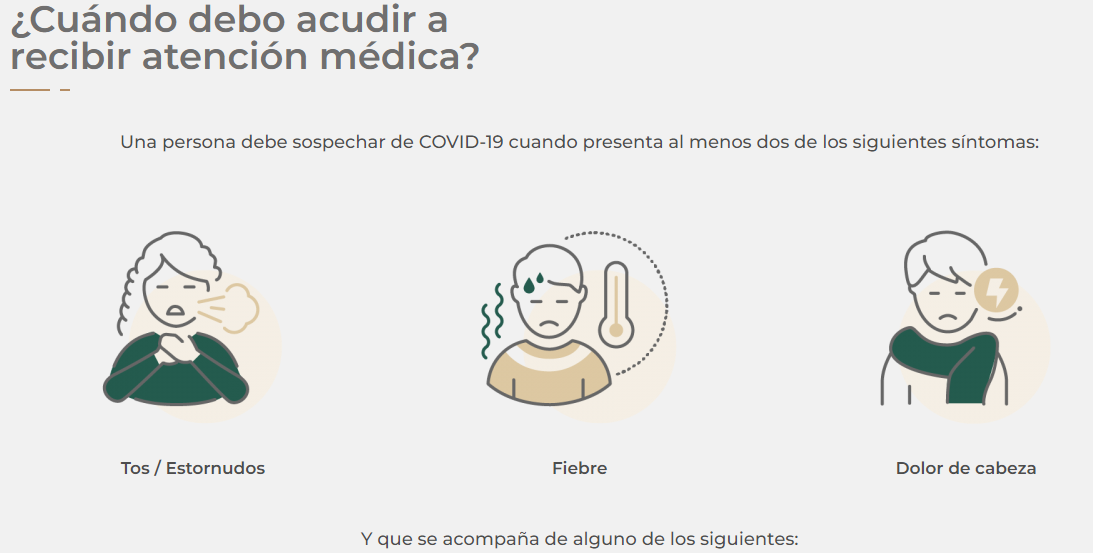 ¿Cuándo debo acudir a
recibir atención médica?
Una persona debe sospechar de COVID-19 cuando presenta al menos dos de los siguientes síntomas:
Tos / Estornudos
Fiebre
Dolor de cabeza
Y que se acompaña de alguno de los siguientes: